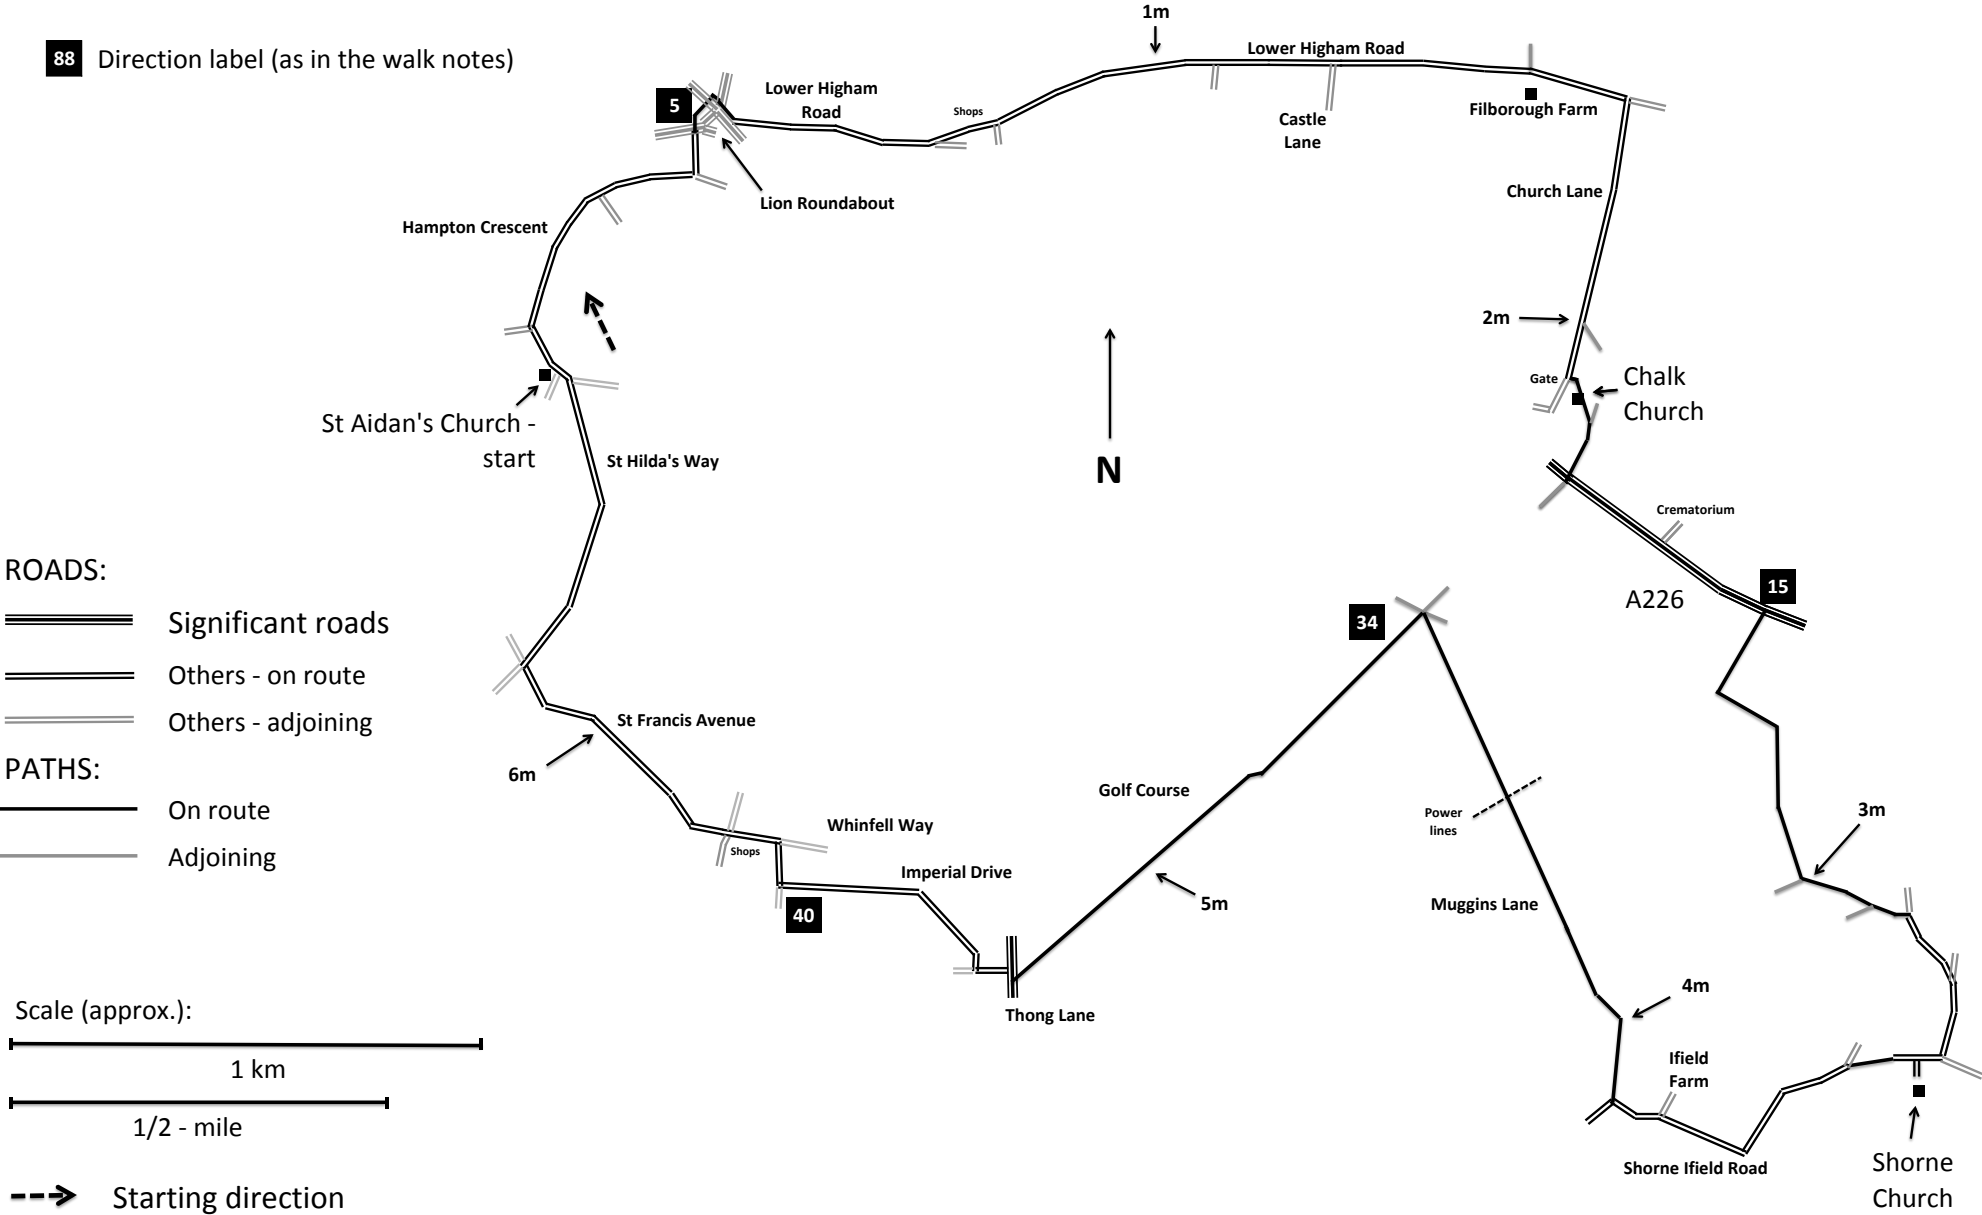 1m
88 Direction label (as in the walk notes)
Lower Higham Road
5
Lower Higham
Road
Shops
Filborough Farm
Castle
Lane
Church Lane
Lion Roundabout
Hampton Crescent
2m
Gate
Chalk
Church
St Aidan's Church -
start
St Hilda's Way
N
Crematorium
ROADS:
15
A226
Significant roads
34
Others - on route
Others - adjoining
St Francis Avenue
PATHS:
6m
Golf Course
On route
Power
lines
3m
Whinfell Way
Shops
Adjoining
Imperial Drive
5m
Muggins Lane
40
4m
Scale (approx.):
Thong Lane
1 km
Ifield
Farm
1/2 - mile
Shorne Ifield Road
Shorne
Church
Starting direction